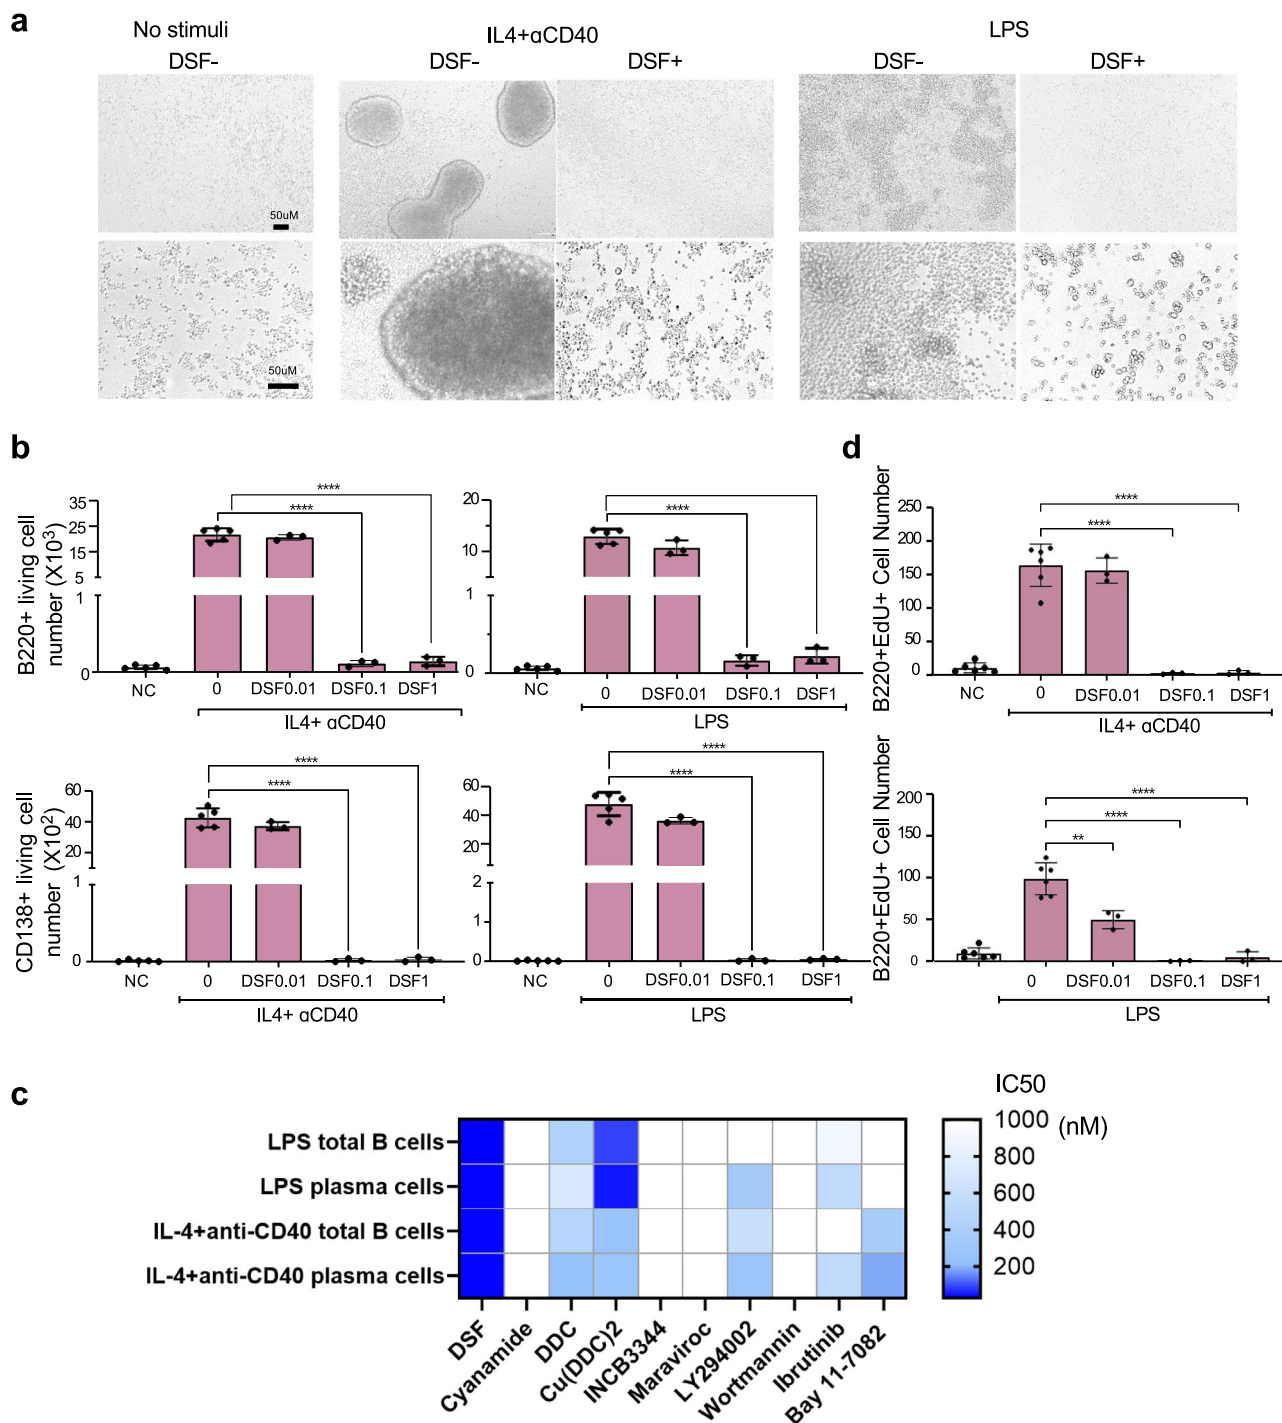 a
No stimuli
IL4+αCD40
LPS
DSF-
DSF-
DSF+
DSF-
DSF+
50uM
50uM
b
B220+ living cell
number (X10³)
35
25
15
5
1
0
****
****
NC
0
DSF0.01
DSF0.1
DSF1
IL4+ αCD40
20
10
1
0
****
NC
0
DSF0.01
DSF0.1
DSF1
LPS
CD138+ living cell
number (X10²)
60
40
20
1
0
****
****
NC
0
DSF0.01
DSF0.1
DSF1
IL4+ αCD40
60
40
20
2
1
0
****
****
NC
0
DSF0.01
DSF0.1
DSF1
LPS
d
B220+EdU+ Cell Number
250
200
150
100
50
0
****
****
NC
0
DSF0.01
DSF0.1
DSF1
IL4+ αCD40
B220+EdU+ Cell Number
200
150
100
50
0
****
****
**
0
DSF0.01
DSF0.1
DSF1
LPS
c
LPS total B cells
LPS plasma cells
IL-4+anti-CD40 total B cells
IL-4+anti-CD40 plasma cells
DSF
Cyanamide
DDC
Cu(DDC)2
INCB3344
Maraviroc
LY294002
Wortmannin
Ibrutinib
Bay 11-7082
IC50
(nM)
1000
800
600
400
200